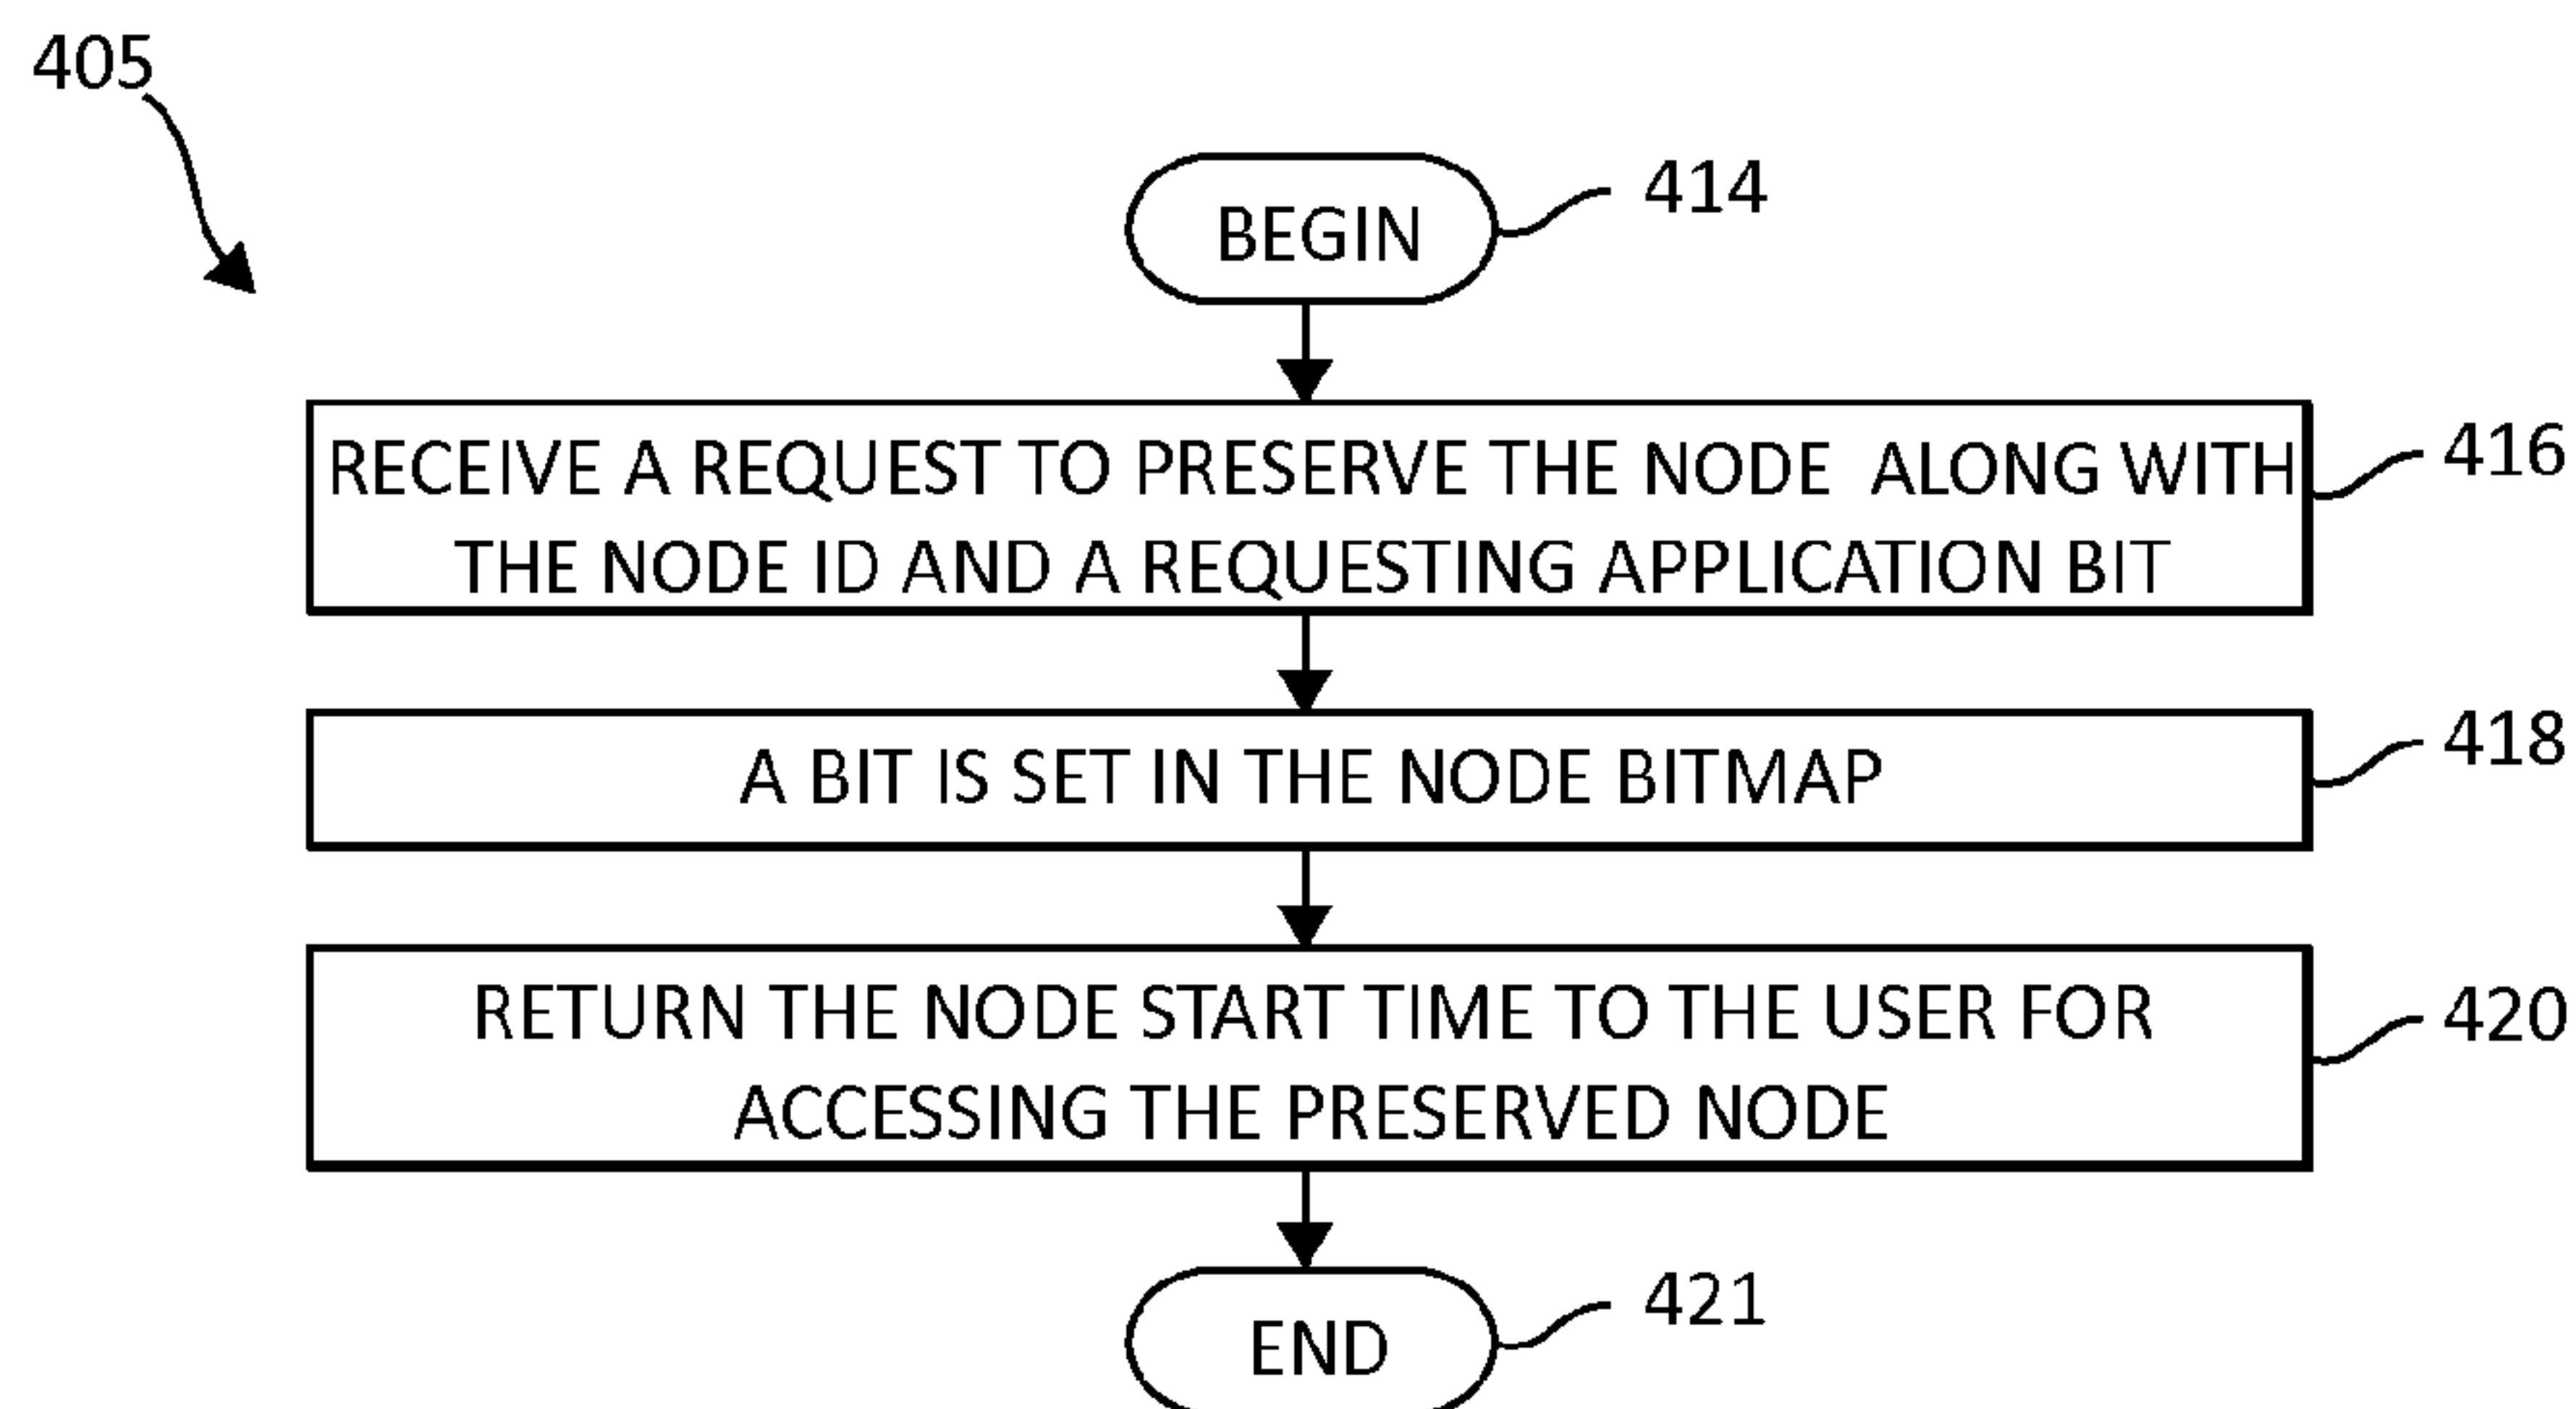 405
BEGIN
414
RECEIVE A REQUEST TO PRESERVE THE NODE ALONG WITH
THE NODE ID AND A REQUESTING APPLICATION BIT
416
A BIT IS SET IN THE NODE BITMAP
418
RETURN THE NODE START TIME TO THE USER FOR
ACCESSING THE PRESERVED NODE
420
END
421